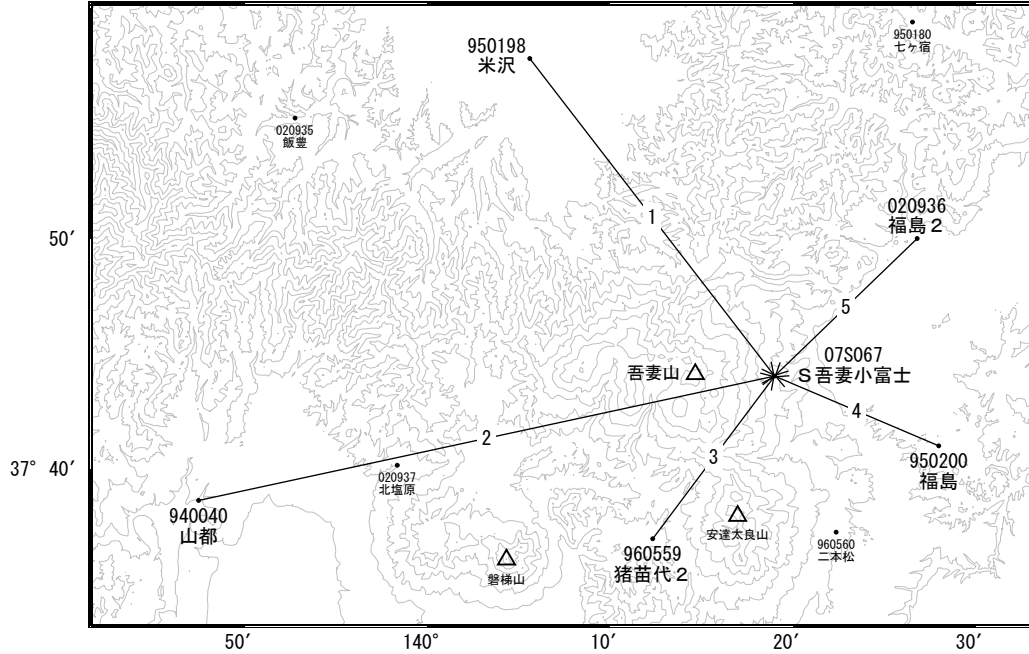 950180
七ヶ宿
950198
米沢
020935
飯豊
020936
福島2
50′
1
5
07S067
S吾妻小富士
吾妻山
4
2
3
37° 40′
020937
北塩原
950200
福島
940040
山都
安達太良山
960559
猪苗代2
960560
二本松
磐梯山
50′
140°
10′
20′
30′